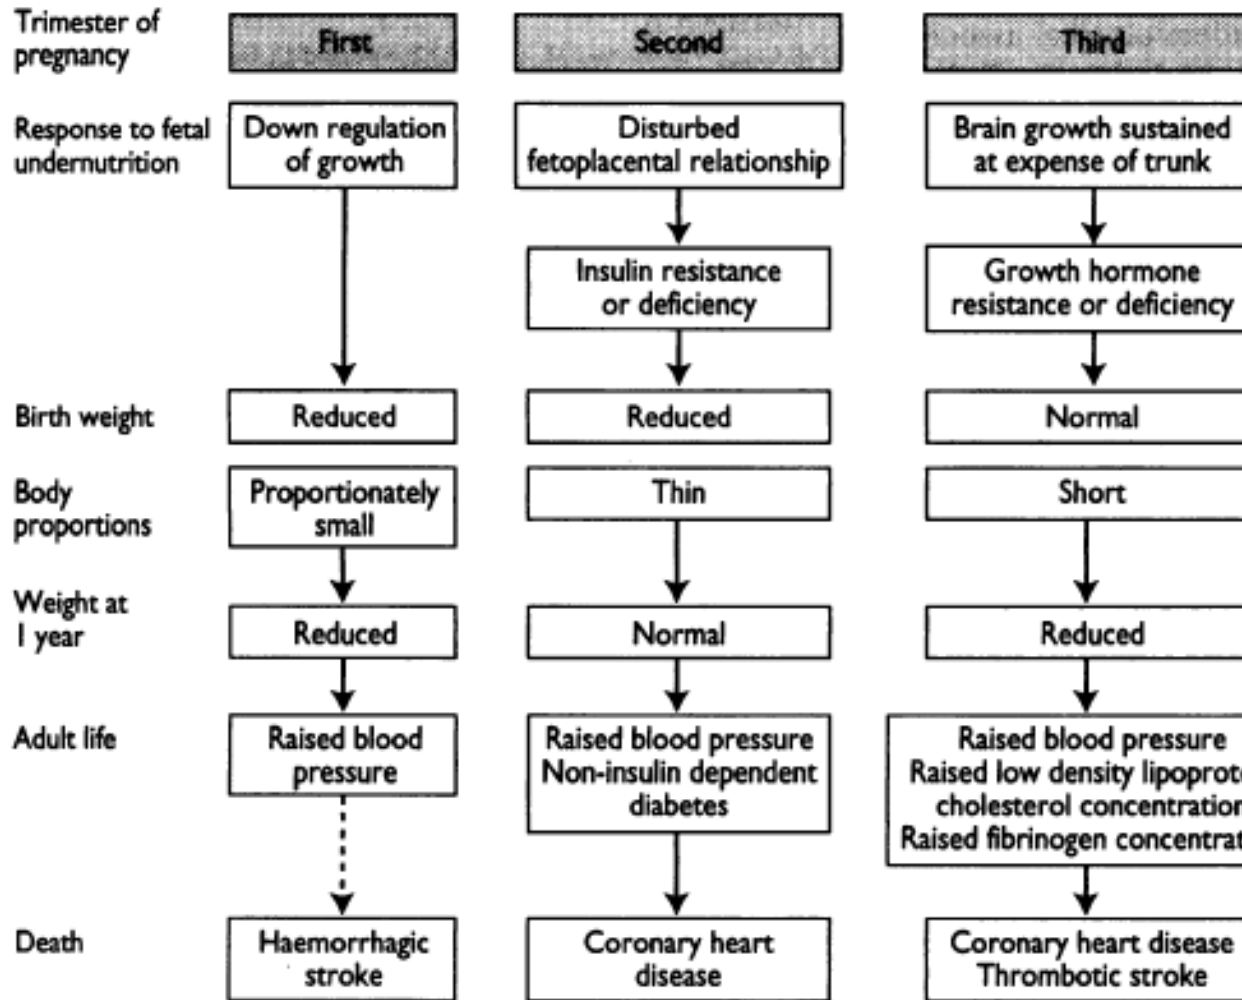 Trimester of
pregnancy
First
Second
Third
Response to fetal
undernutrition
Down regulation
of growth
Disturbed
fetoplacental relationship
Brain growth sustained
at expense of trunk
Insulin resistance
or deficiency
Growth hormone
resistance or deficiency
Birth weight
Reduced
Reduced
Normal
Body
proportions
Proportionately
small
Thin
Short
Weight at
1 year
Reduced
Normal
Reduced
Adult life
Raised blood
pressure
Raised blood pressure
Non-insulin dependent
diabetes
Raised blood pressure
Raised low density
cholesterol concentration
Raised fibrinogen
Death
Haemorrhagic
stroke
Coronary heart
disease
Coronary heart disease
Thrombotic stroke